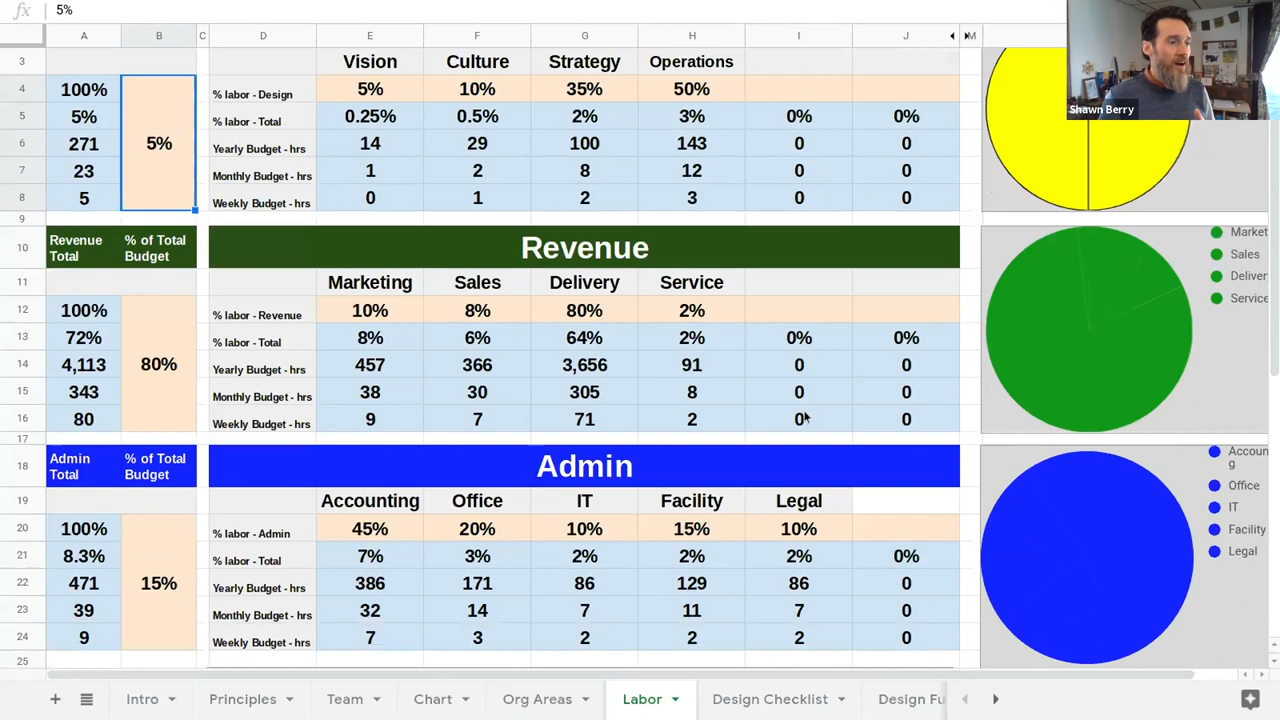 fx 5%
A B C D E F G H I J M
3 Vision Culture Strategy Operations
4 100% 5% % labor - Design 5% 10% 35% 50%
5 5% % labor - Total 0.25% 0.5% 2% 3% 0% 0%
6 271 Yearly Budget - hrs 14 29 100 143 0 0
7 23 Monthly Budget - hrs 1 2 8 12 0 0
8 5 Weekly Budget - hrs 0 1 2 3 0 0
9
Shawn Berry
10 Revenue Total % of Total Budget Revenue
11 Marketing Sales Delivery Service
12 100% 80% % labor - Revenue 10% 8% 80% 2%
13 72% % labor - Total 8% 6% 64% 2% 0% 0%
14 4,113 Yearly Budget - hrs 457 366 3,656 91 0 0
15 343 Monthly Budget - hrs 38 30 305 8 0 0
16 80 Weekly Budget - hrs 9 7 71 2 0 0
17
Market
Sales
Deliver
Service
18 Admin Total % of Total Budget Admin
19 Accounting Office IT Facility Legal
20 100% 15% % labor - Admin 45% 20% 10% 15% 10%
21 8.3% % labor - Total 7% 3% 2% 2% 2% 0%
22 471 Yearly Budget - hrs 386 171 86 129 86 0
23 39 Monthly Budget - hrs 32 14 7 11 7 0
24 9 Weekly Budget - hrs 7 3 2 2 2 0
25
Accoun
g
Office
IT
Facility
Legal
Intro Principles Team Chart Org Areas Labor Design Checklist Design Fu